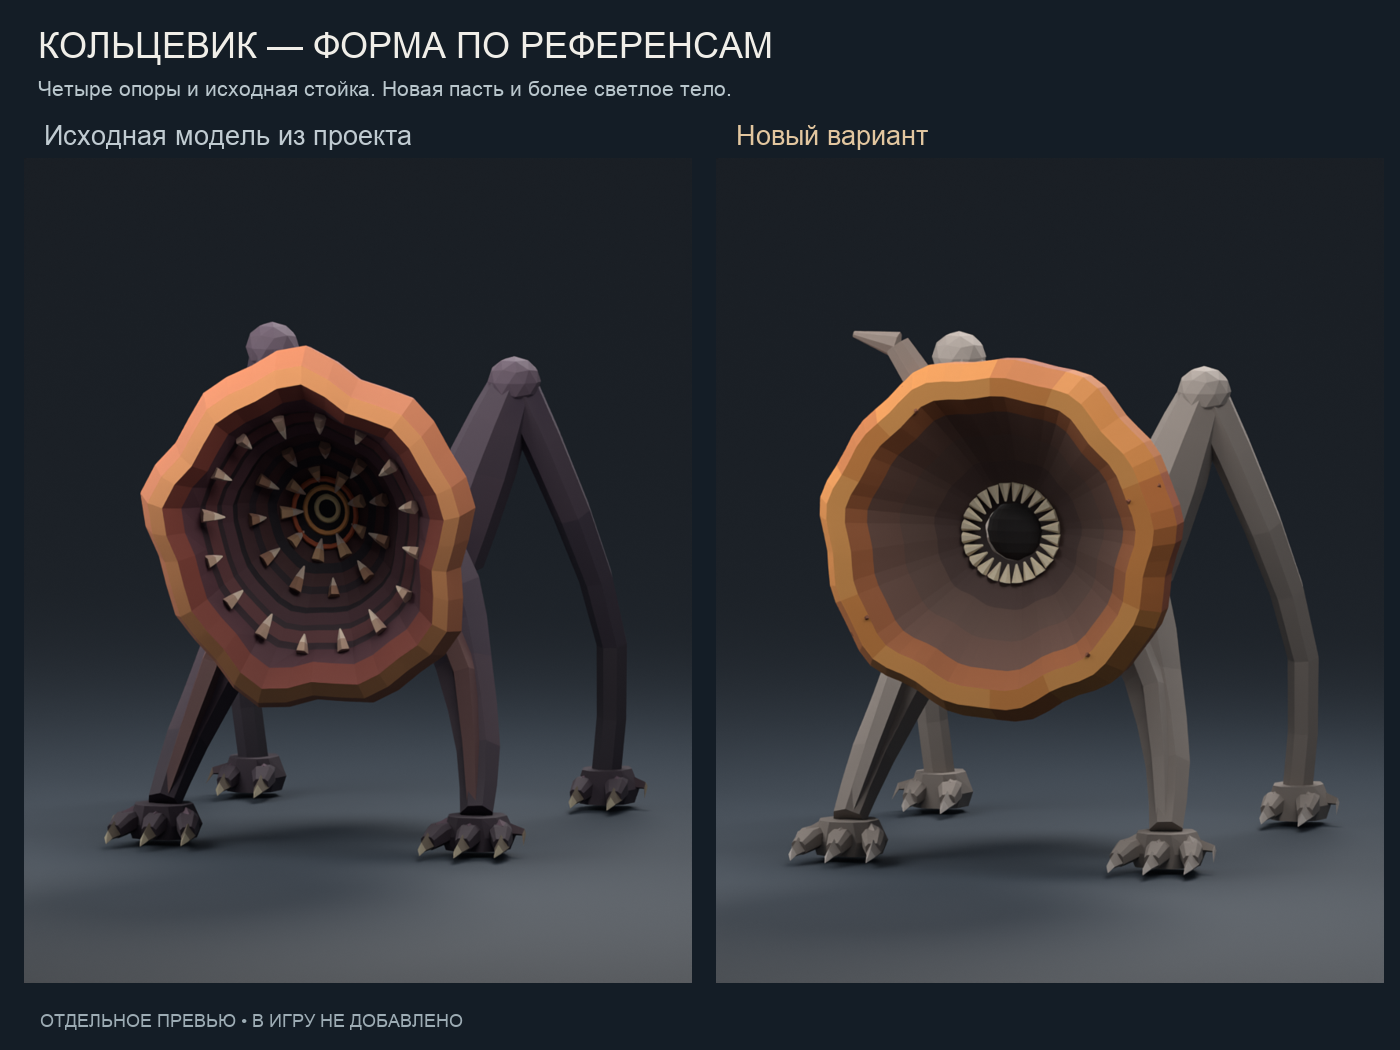 КОЛЬЦЕВИК — ФОРМА ПО РЕФЕРЕНСАМ
Четыре опоры и исходная стойка. Новая пасть и более светлое тело.
Исходная модель из проекта
Новый вариант
ОТДЕЛЬНОЕ ПРЕВЬЮ • В ИГРУ НЕ ДОБАВЛЕНО